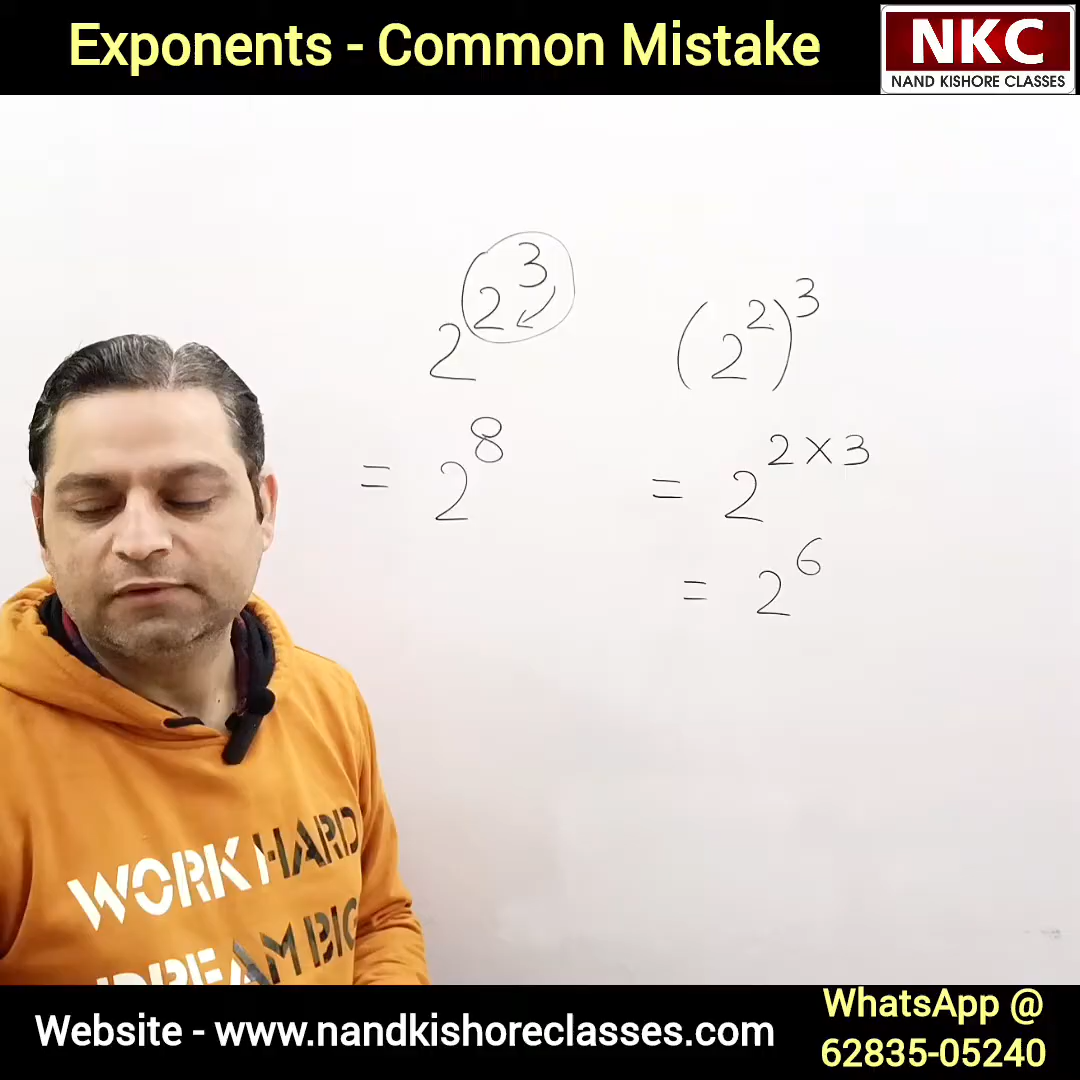 Exponents - Common Mistake
NKC
NAND KISHORE CLASSES
2^2^3
= 2^8
(2^2)^3
= 2^2×3
= 2^6
WORK HARD
DREAM BIG
Website - www.nandkishoreclasses.com
WhatsApp @
62835-05240